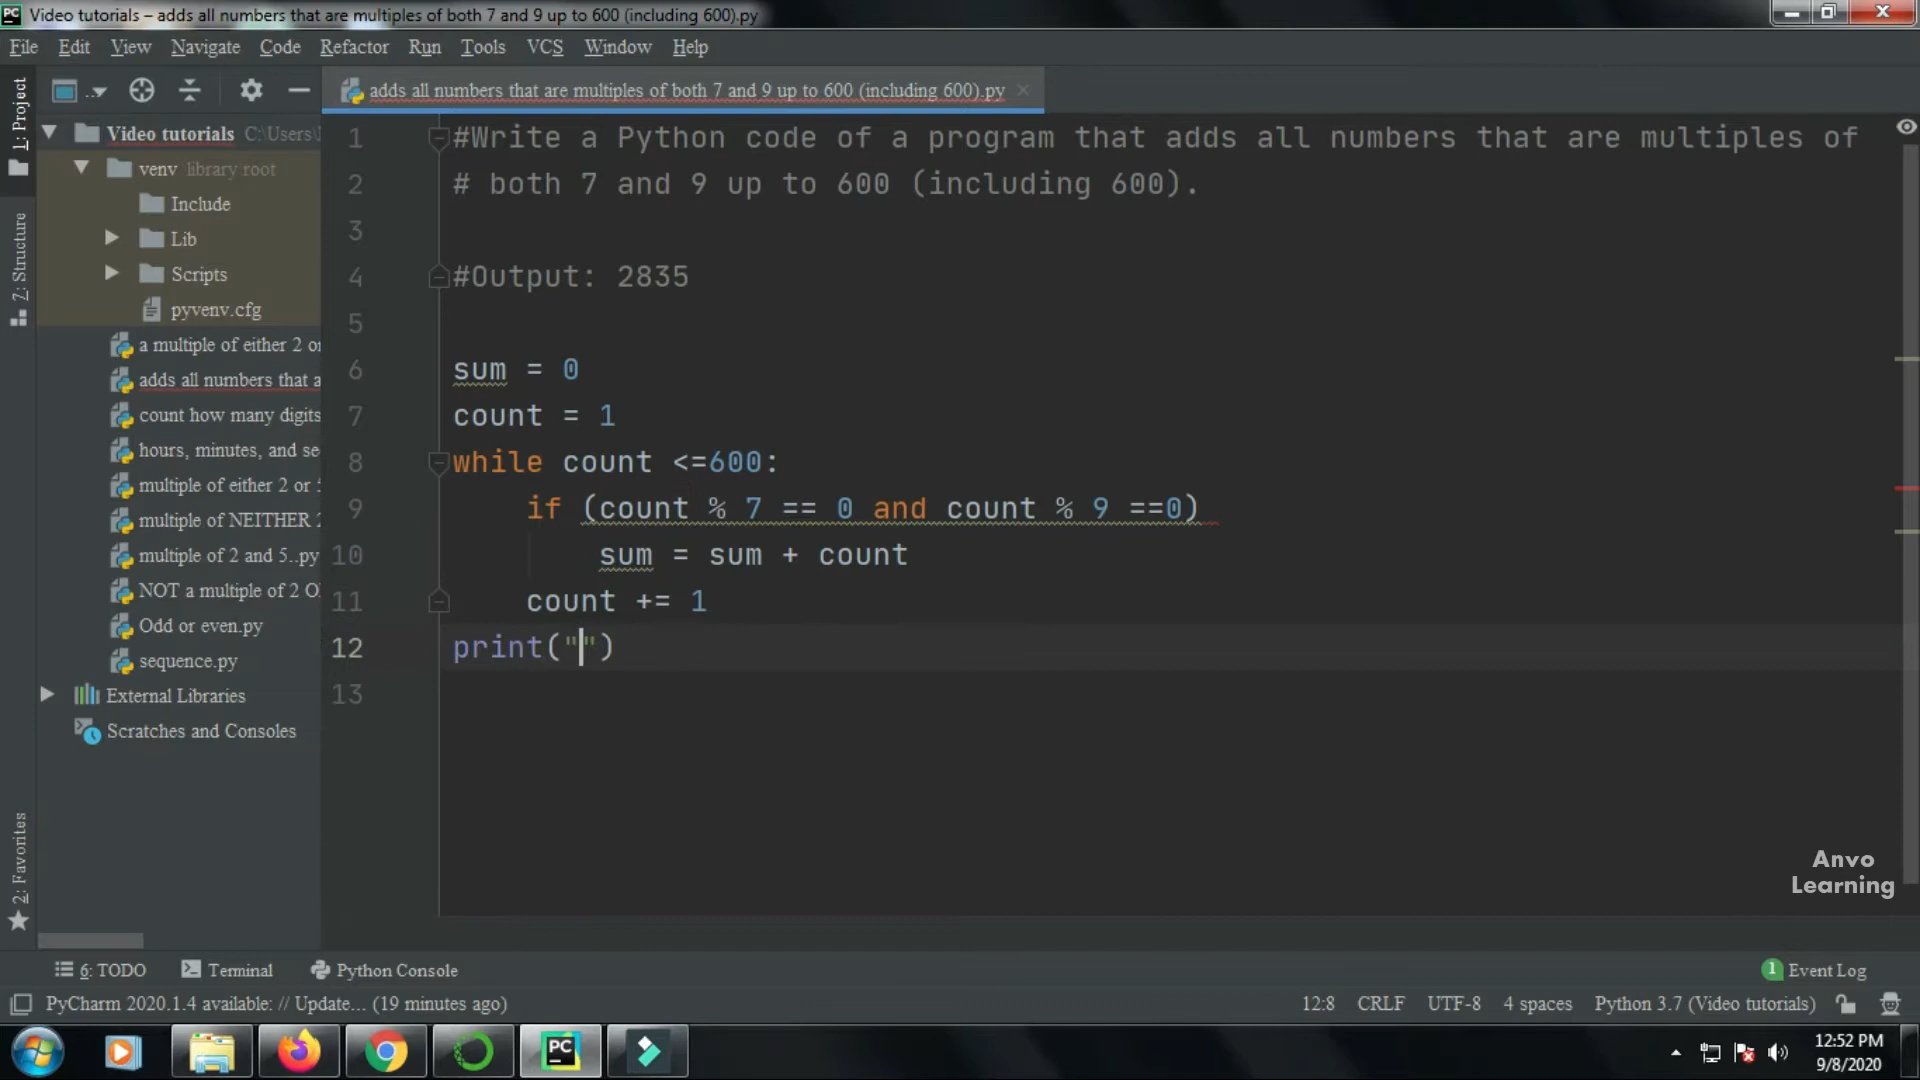 Video tutorials – adds all numbers that are multiples of both 7 and 9 up to 600 (including 600).py
File Edit View Navigate Code Refactor Run Tools VCS Window Help
adds all numbers that are multiples of both 7 and 9 up to 600 (including 600).py
1: Project
7: Structure
2: Favorites
Video tutorials C:\Users\
venv library root
Include
Lib
Scripts
pyvenv.cfg
a multiple of either 2 or
adds all numbers that a
count how many digits
hours, minutes, and se
multiple of either 2 or 5
multiple of NEITHER 2
multiple of 2 and 5..py
NOT a multiple of 2 O
Odd or even.py
sequence.py
External Libraries
Scratches and Consoles
1 #Write a Python code of a program that adds all numbers that are multiples of
2 # both 7 and 9 up to 600 (including 600).
3
4 #Output: 2835
5
6 sum = 0
7 count = 1
8 while count <=600:
9 if (count % 7 == 0 and count % 9 ==0)
10 sum = sum + count
11 count += 1
12 print("")
13
Anvo
Learning
6: TODO Terminal Python Console 1 Event Log
PyCharm 2020.1.4 available: // Update... (19 minutes ago) 12:8 CRLF UTF-8 4 spaces Python 3.7 (Video tutorials)
PC
12:52 PM
9/8/2020